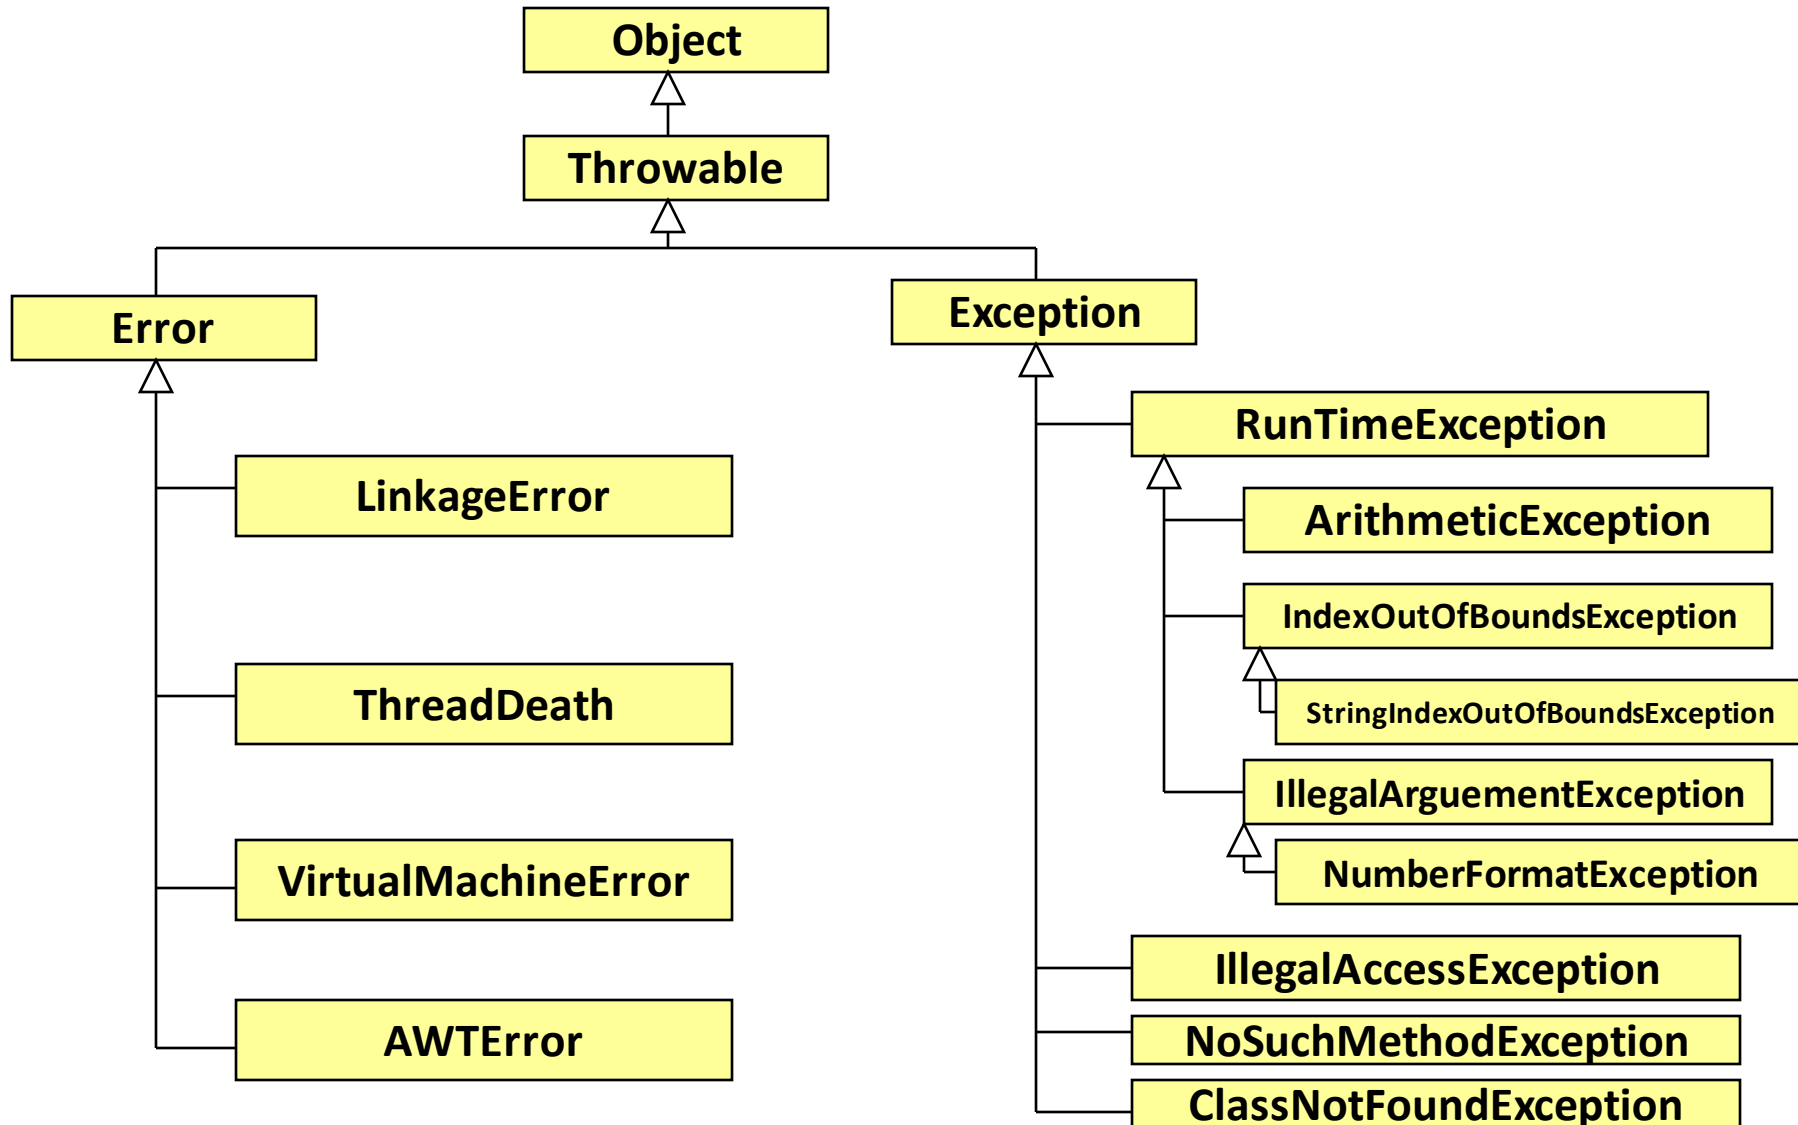 Object
Throwable
Error
Exception
LinkageError
ThreadDeath
VirtualMachineError
AWTError
RunTimeException
ArithmeticException
IndexOutOfBoundsException
StringIndexOutOfBoundsException
IllegalArguementException
NumberFormatException
IllegalAccessException
NoSuchMethodException
ClassNotFoundException